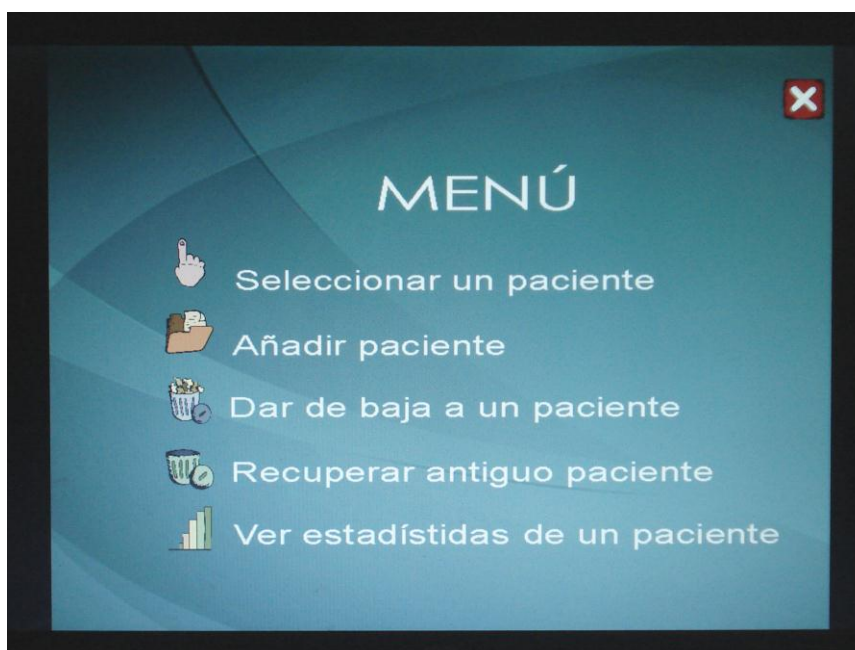 MENÚ
Seleccionar un paciente
Añadir paciente
Dar de baja a un paciente
Recuperar antiguo paciente
Ver estadístidas de un paciente